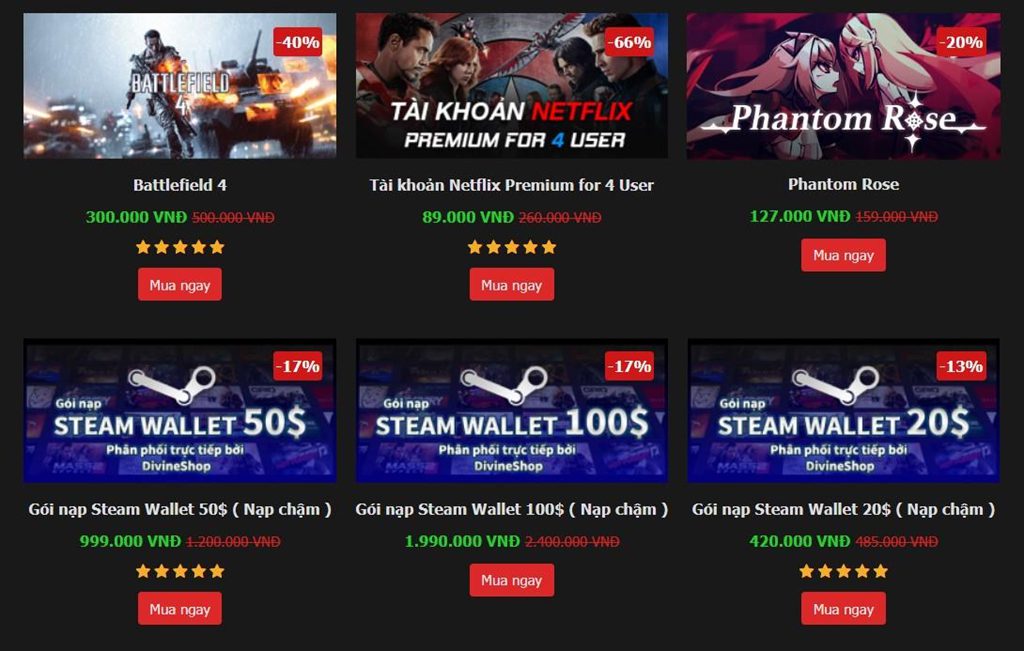 -40%
BATTLEFIELD
4
Battlefield 4
300.000 VNĐ 500.000 VNĐ
Mua ngay
-66%
TÀI KHOẢN NETFLIX
PREMIUM FOR 4 USER
Tài khoản Netflix Premium for 4 User
89.000 VNĐ 260.000 VNĐ
Mua ngay
-20%
Phantom Rose
Phantom Rose
127.000 VNĐ 159.000 VNĐ
Mua ngay
-17%
Gói nạp
STEAM WALLET 50$
Phân phối trực tiếp bởi
DivineShop
Gói nạp Steam Wallet 50$ ( Nạp chậm )
999.000 VNĐ 1.200.000 VNĐ
Mua ngay
-17%
Gói nạp
STEAM WALLET 100$
Phân phối trực tiếp bởi
DivineShop
Gói nạp Steam Wallet 100$ ( Nạp chậm )
1.990.000 VNĐ 2.400.000 VNĐ
Mua ngay
-13%
Gói nạp
STEAM WALLET 20$
Phân phối trực tiếp bởi
DivineShop
Gói nạp Steam Wallet 20$ ( Nạp chậm )
420.000 VNĐ 485.000 VNĐ
Mua ngay